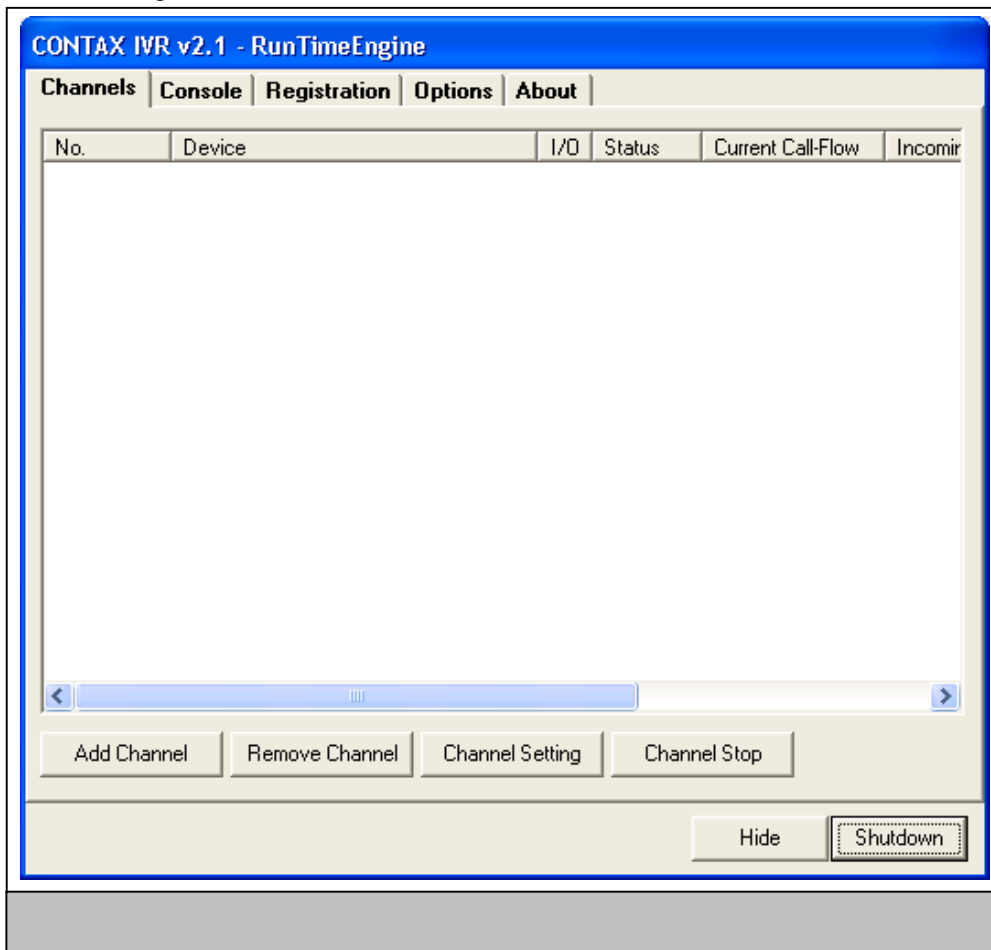 CONTAX IVR v2.1 - RunTimeEngine
Channels Console Registration Options About
No. Device I/O Status Current Call-Flow Incomir
Add Channel Remove Channel Channel Setting Channel Stop
Hide Shutdown